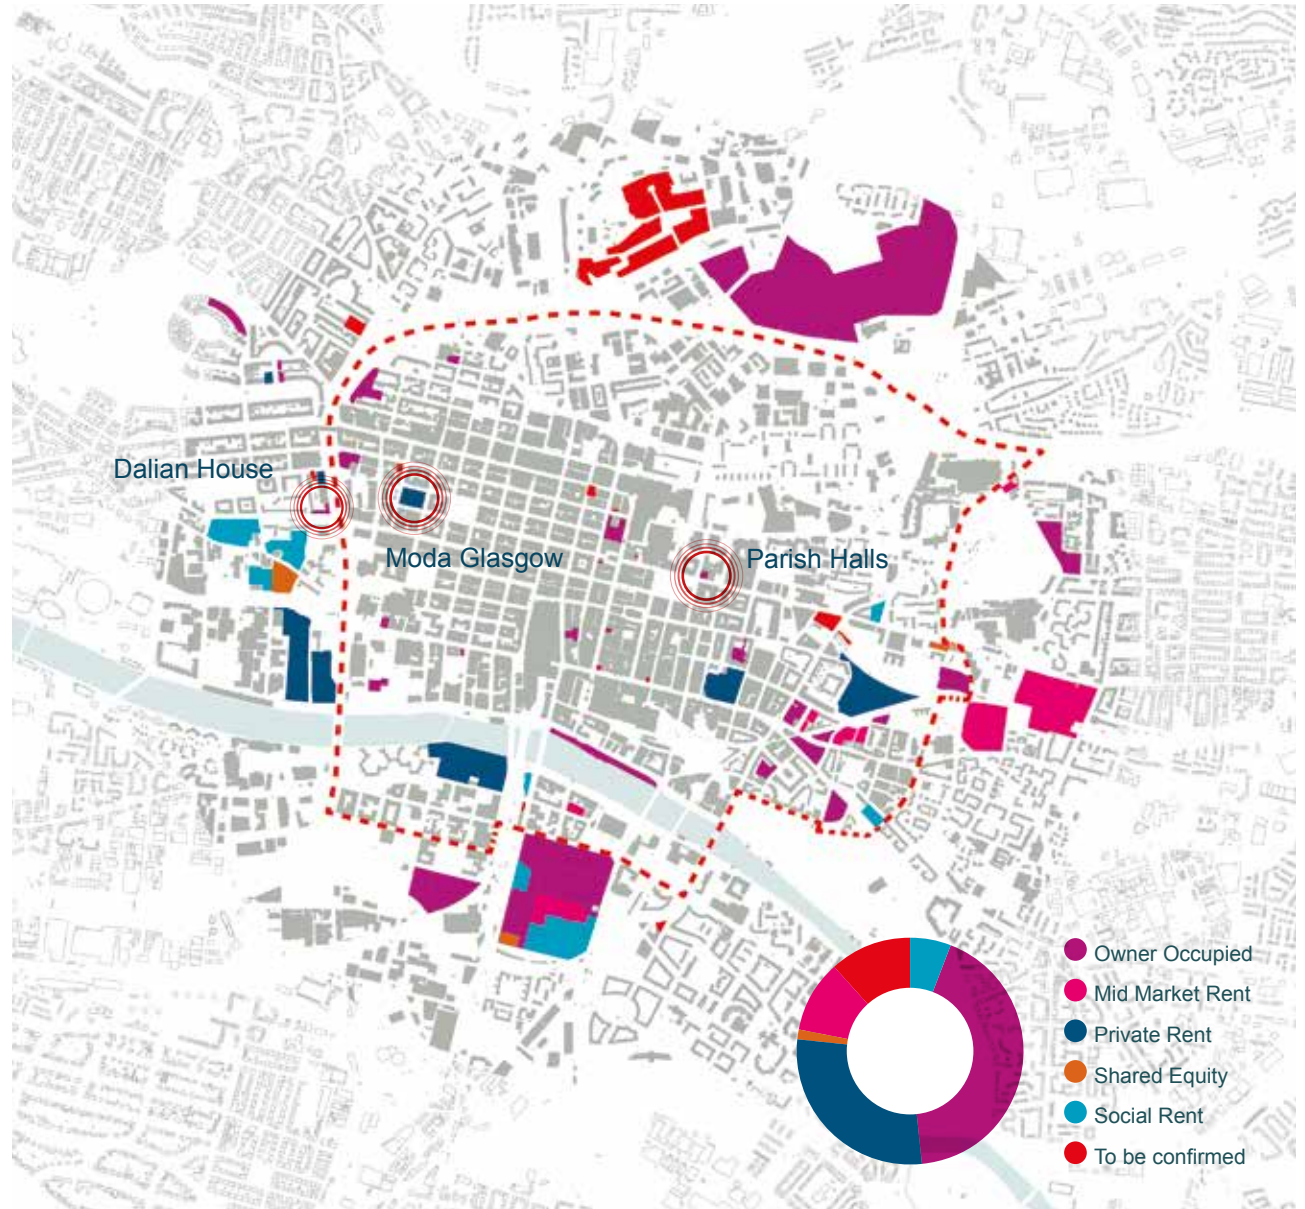 Dalian House
Moda Glasgow
Parish Halls
Owner Occupied
Mid Market Rent
Private Rent
Shared Equity
Social Rent
To be confirmed